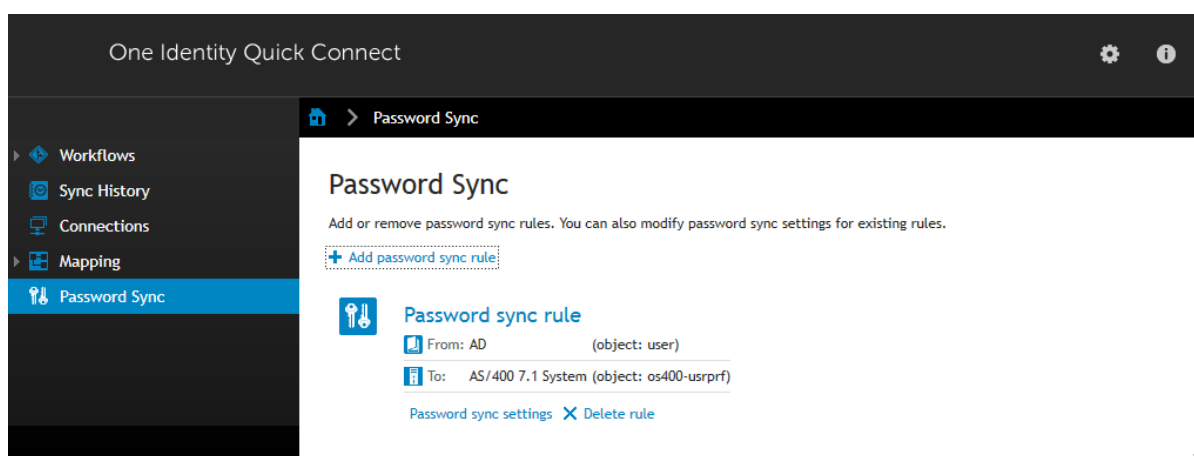 One Identity Quick Connect
Password Sync
Workflows
Sync History
Connections
Mapping
Password Sync
Password Sync
Add or remove password sync rules. You can also modify password sync settings for existing rules.
Add password sync rule
Password sync rule
From: AD (object: user)
To: AS/400 7.1 System (object: os400-usrprf)
Password sync settings Delete rule